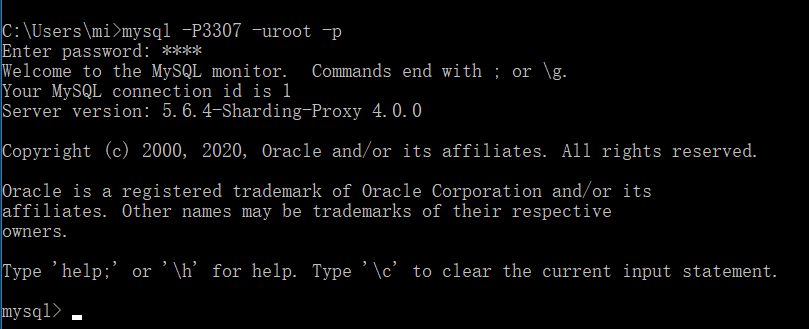 C:\Users\mi>mysql -P3307 -uroot -p
Enter password: ****
Welcome to the MySQL monitor.  Commands end with ; or \g.
Your MySQL connection id is 1
Server version: 5.6.4-Sharding-Proxy 4.0.0
Copyright (c) 2000, 2020, Oracle and/or its affiliates. All rights reserved.
Oracle is a registered trademark of Oracle Corporation and/or its
affiliates. Other names may be trademarks of their respective
owners.
Type 'help;' or '\h' for help. Type '\c' to clear the current input statement.
mysql>